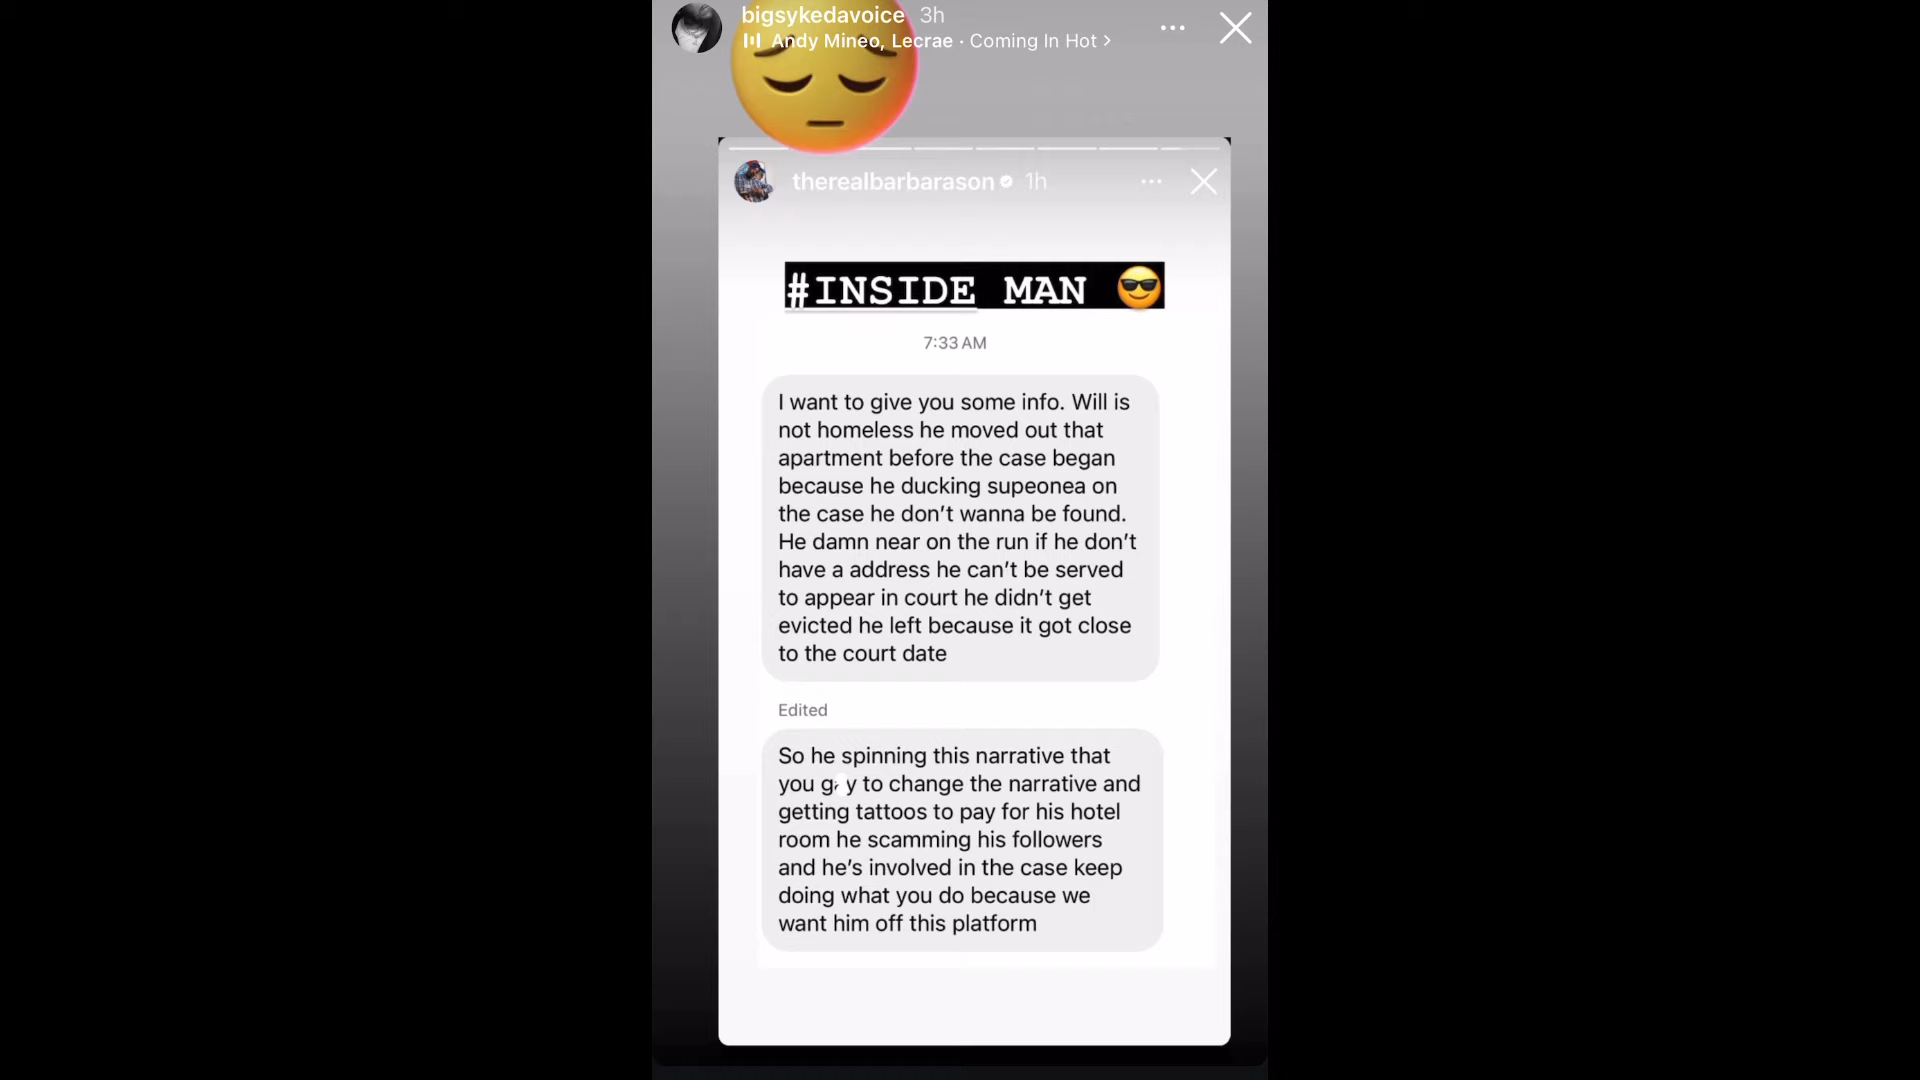 bigsykedavoice 3h
Andy Mineo, Lecrae · Coming In Hot >
therealbarbarason 1h
#INSIDE MAN 😎
7:33 AM
I want to give you some info. Will is
not homeless he moved out that
apartment before the case began
because he ducking supeonea on
the case he don’t wanna be found.
He damn near on the run if he don’t
have a address he can’t be served
to appear in court he didn’t get
evicted he left because it got close
to the court date
Edited
So he spinning this narrative that
you gay to change the narrative and
getting tattoos to pay for his hotel
room he scamming his followers
and he’s involved in the case keep
doing what you do because we
want him off this platform